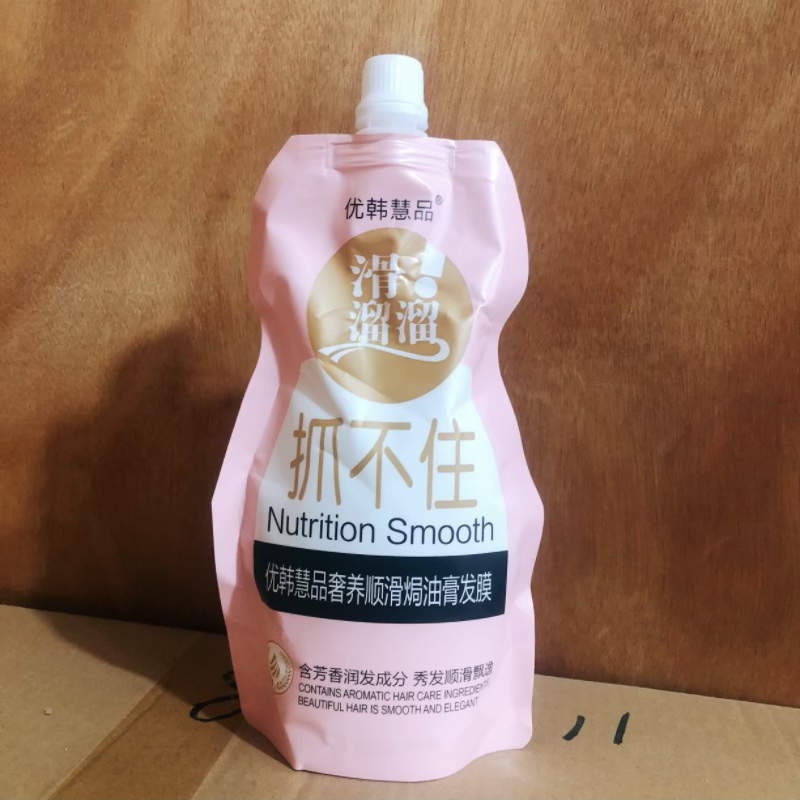 优韩慧品®
滑!
溜溜
抓不住
Nutrition Smooth
优韩慧品奢养顺滑焗油膏发膜
含芳香润发成分 秀发顺滑飘逸
CONTAINS AROMATIC HAIR CARE INGREDIENTS
BEAUTIFUL HAIR IS SMOOTH AND ELEGANT